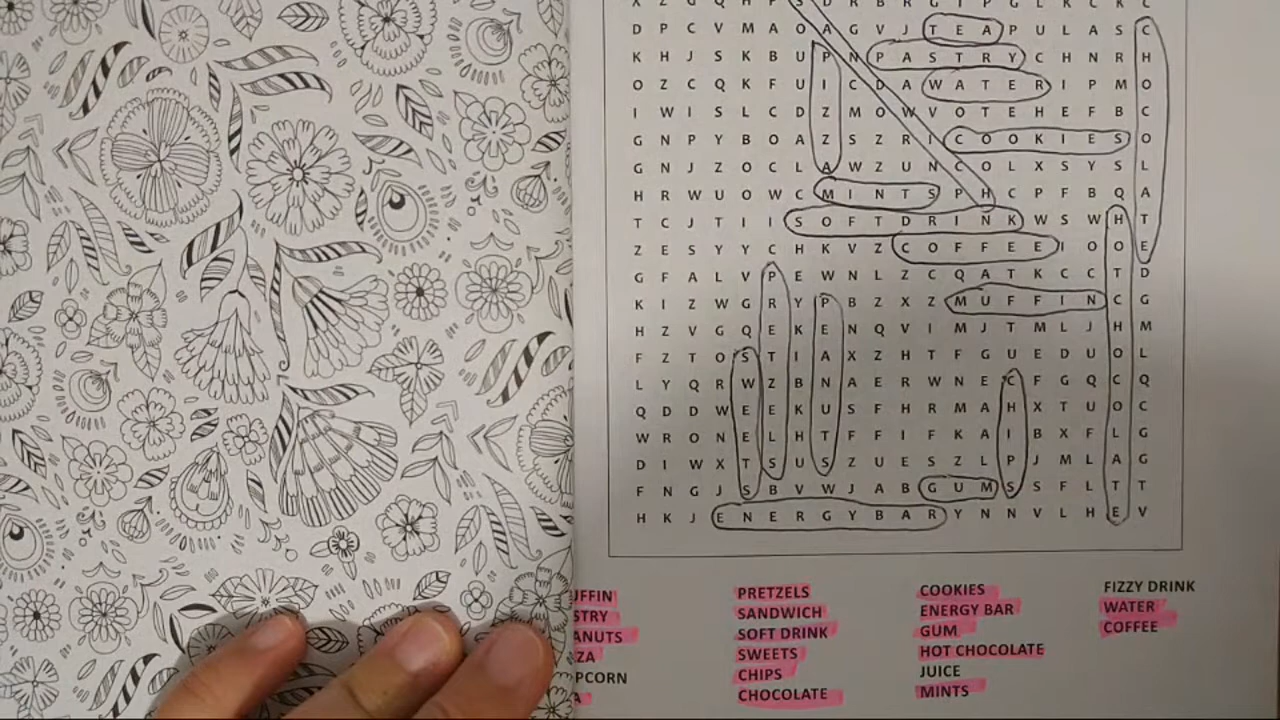 X Z G Q H P S D R B R G T P G L K C K C
D P C V M A O A G V J T E A P U L A S C
K H J S K B U P N P A S T R Y C H N R H
O Z C Q K F U I C D A W A T E R I P M O
I W I S L C D Z M O W V O T E H E F B C
G N P Y B O A Z S Z R I C O O K I E S O
G N J Z O C L A W Z U N C O L X S Y S L
H R W U O W C M I N T S P H C P F B Q A
T C J T I I S O F T D R I N K W S W H T
Z E S Y Y C H K V Z C O F F E E I O O E
G F A L V P E W N L Z C Q A T K C C T D
K I Z W G R Y P B Z X Z M U F F I N C G
H Z V G Q E K E N Q V I M J T M L J H M
F Z T O S T I A X Z H T F G U E D U O L
L Y Q R W Z B N A E R W N E C F G Q C Q
Q D D W E E K U S F H R M A H X T U O C
W R O N E L H T F F I F K A I B X F L G
D I W X T S U S Z U E S Z L P J M L A G
F N G J S B V W J A B G U M S S F L T T
H K J E N E R G Y B A R Y N N V L H E V
UFFIN PRETZELS COOKIES FIZZY DRINK
STRY SANDWICH ENERGY BAR WATER
ANUTS SOFT DRINK GUM COFFEE
ZA SWEETS HOT CHOCOLATE
PCORN CHIPS JUICE
A CHOCOLATE MINTS